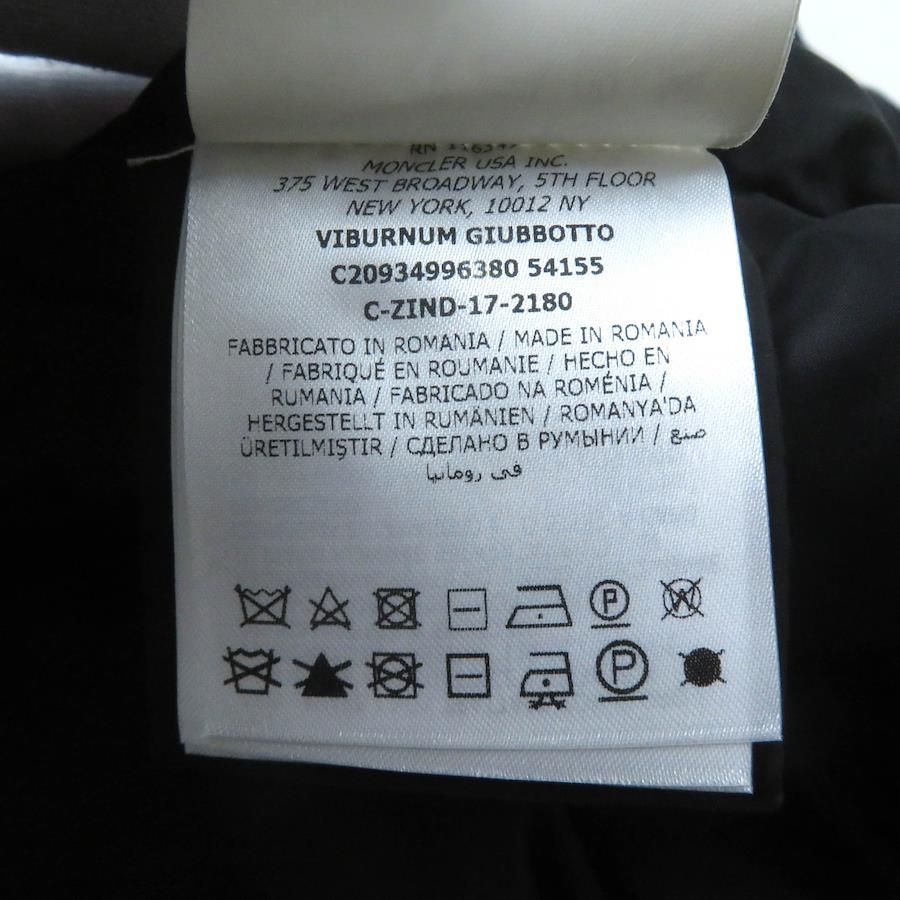 RN 116347
MONCLER USA INC.
375 WEST BROADWAY, 5TH FLOOR
NEW YORK, 10012 NY
VIBURNUM GIUBBOTTO
C20934996380 54155
C-ZIND-17-2180
FABBRICATO IN ROMANIA / MADE IN ROMANIA
/ FABRIQUÉ EN ROUMANIE / HECHO EN
RUMANIA / FABRICADO NA ROMÉNIA /
HERGESTELLT IN RUMÄNIEN / ROMANYA'DA
ÜRETILMIŞTIR / СДЕЛАНО В РУМЫНИИ / صنع
في رومانيا
P W
P